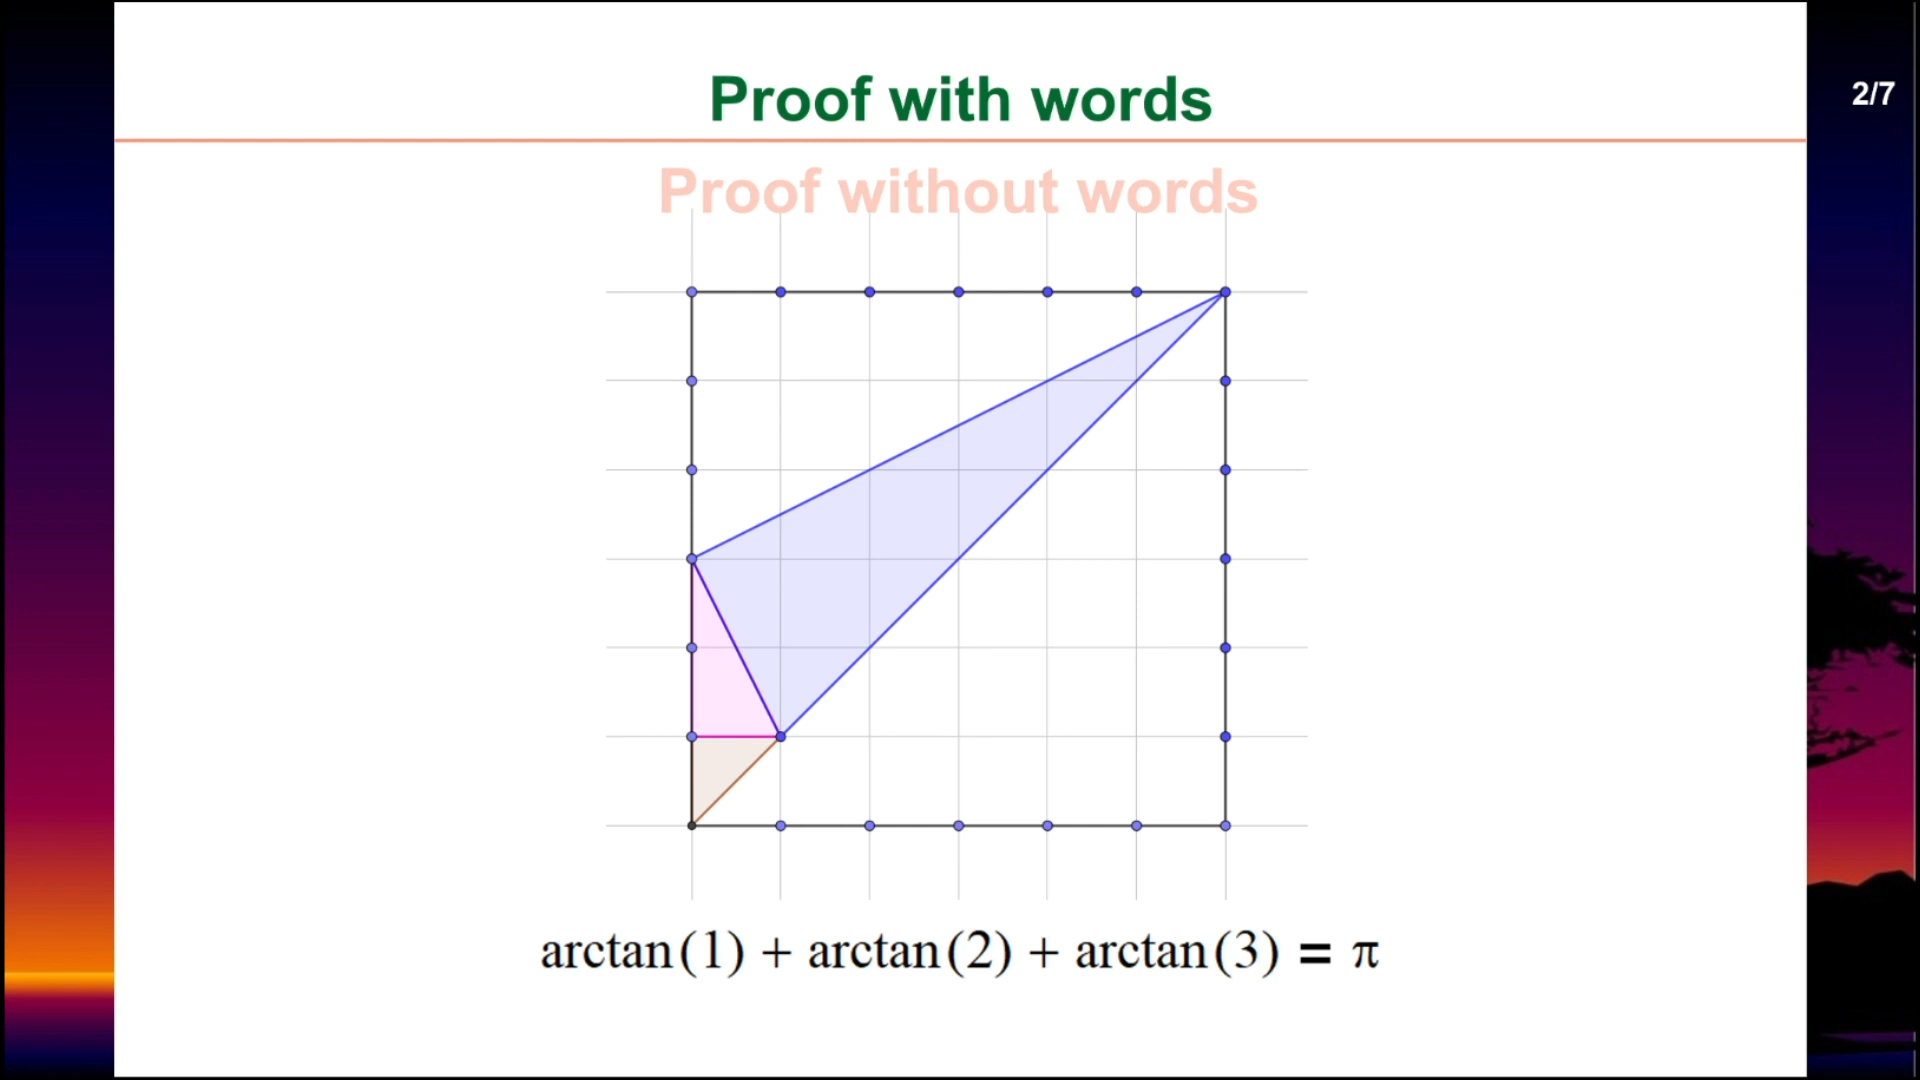 Proof with words
2/7
Proof without words
arctan(1) + arctan(2) + arctan(3) = π